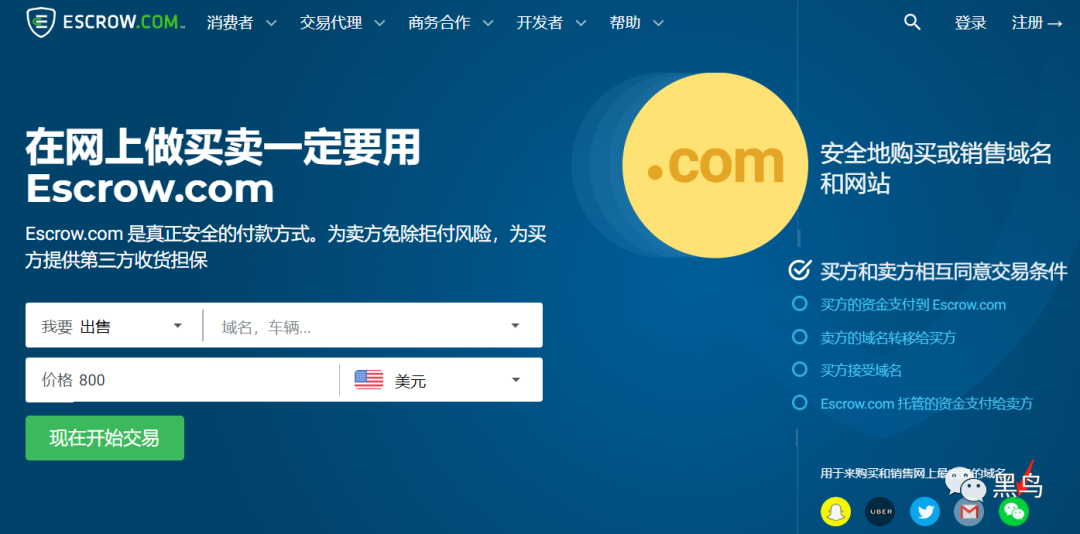 ESCROW.COM 消费者 交易代理 商务合作 开发者 帮助 登录 注册 →
在网上做买卖一定要用
Escrow.com
Escrow.com 是真正安全的付款方式。为卖方免除拒付风险，为买
方提供第三方收货担保
我要 出售 域名，车辆...
价格 800 美元
现在开始交易
.com
安全地购买或销售域名
和网站
买方和卖方相互同意交易条件
买方的资金支付到 Escrow.com
卖方的域名转移给买方
买方接受域名
Escrow.com 托管的资金支付给卖方
用于来购买和销售网上最 的域名
黑鸟
UBER